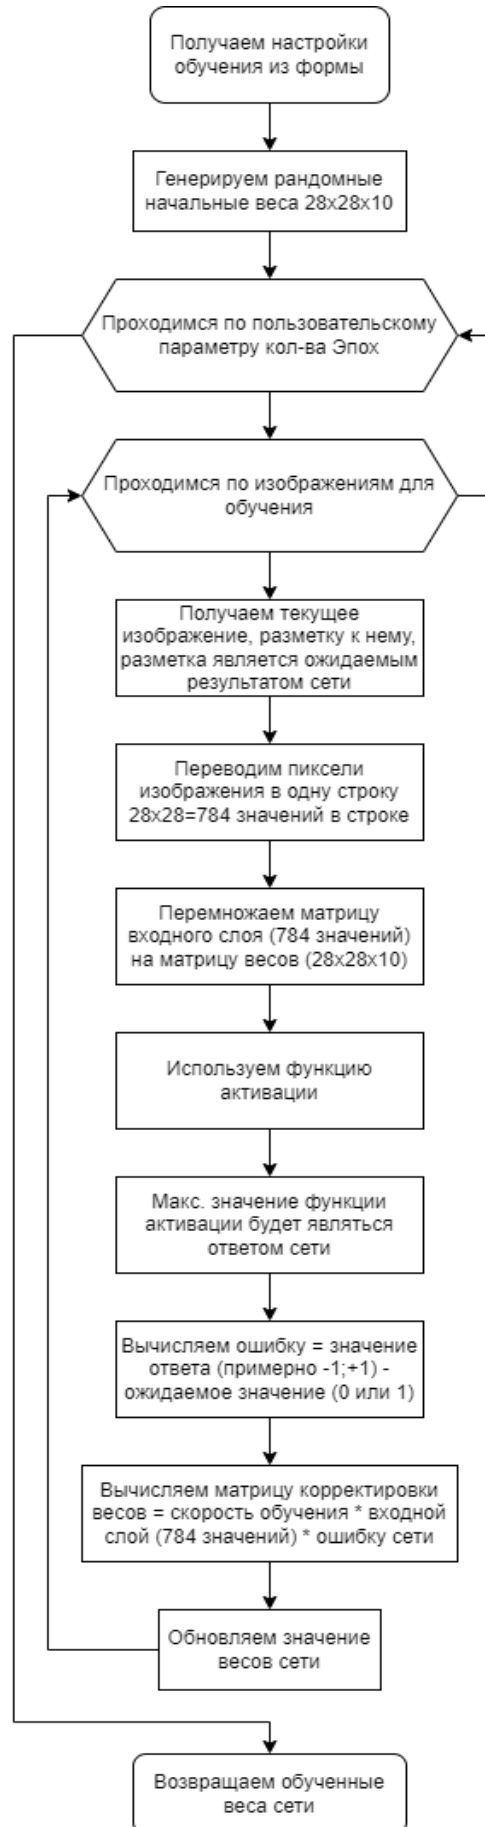 Получаем настройки
обучения из формы
Генерируем рандомные
начальные веса 28x28x10
Проходимся по пользовательскому
параметру кол-ва Эпох
Проходимся по изображениям для
обучения
Получаем текущее
изображение, разметку к нему,
разметка является ожидаемым
результатом сети
Переводим пиксели
изображения в одну строку
28x28=784 значений в строке
Перемножаем матрицу
входного слоя (784 значений)
на матрицу весов (28x28x10)
Используем функцию
активации
Макс. значение функции
активации будет являться
ответом сети
Вычисляем ошибку = значение
ответа (примерно -1;+1) -
ожидаемое значение (0 или 1)
Вычисляем матрицу корректировки
весов = скорость обучения * входной
слой (784 значений) * ошибку сети
Обновляем значение
весов сети
Возвращаем обученные
веса сети